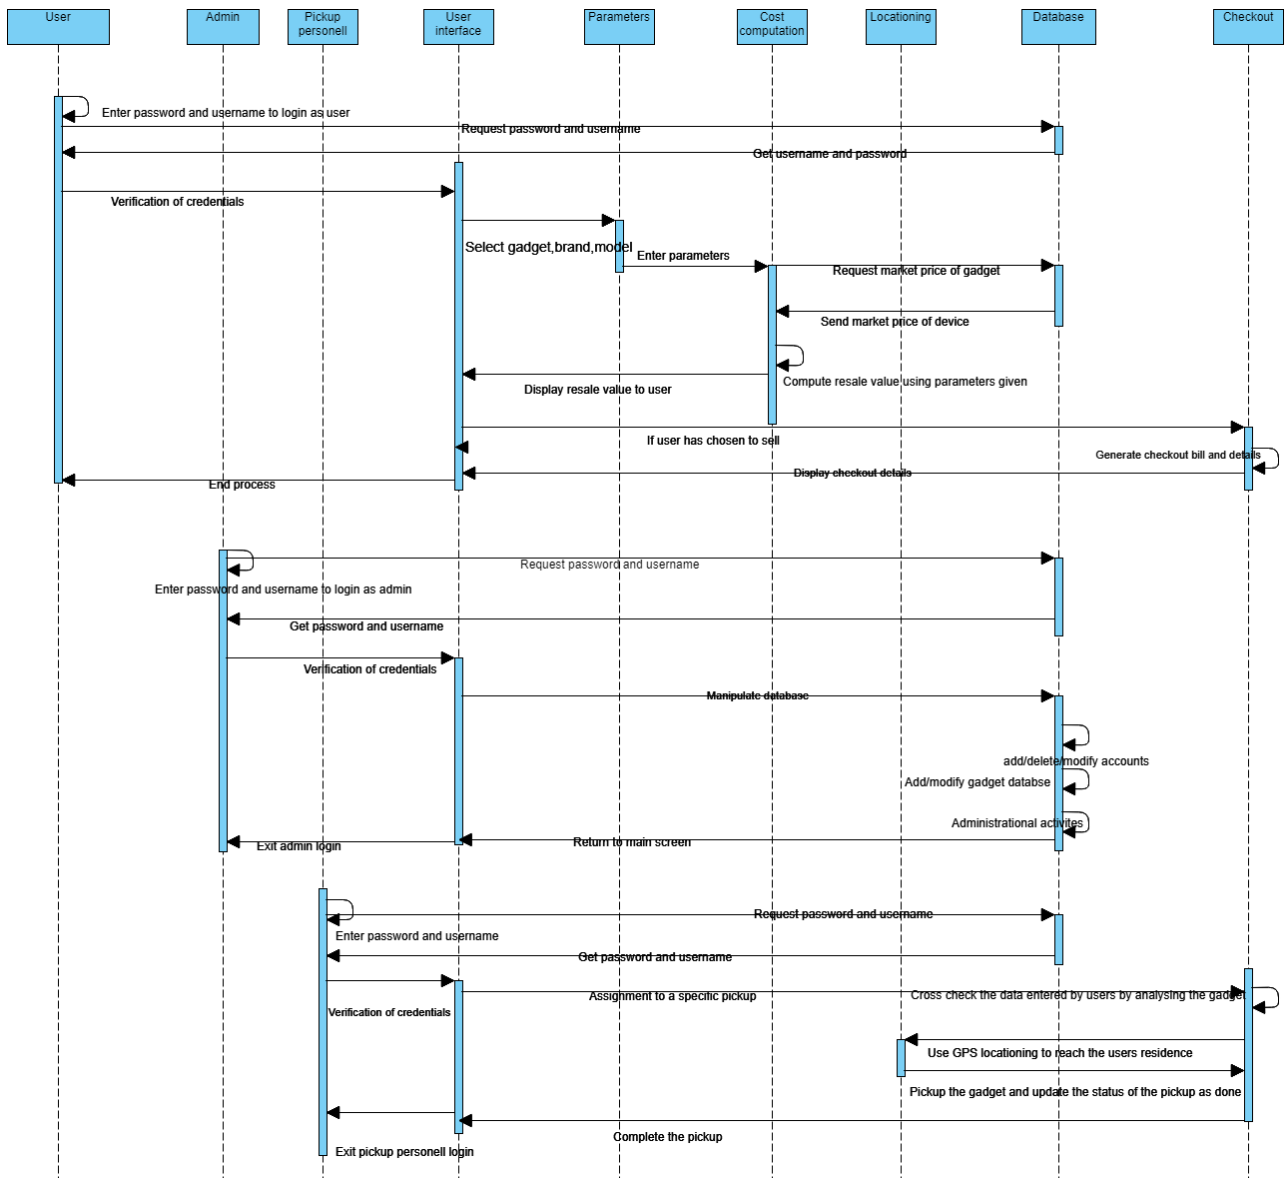 User
Admin
Pickup
personell
User
interface
Parameters
Cost
computation
Locationing
Database
Checkout
Enter password and username to login as user
Request password and username
Get username and password
Verification of credentials
Select gadget,brand,model
Enter parameters
Request market price of gadget
Send market price of device
Compute resale value using parameters given
Display resale value to user
If user has chosen to sell
Generate checkout bill and details
Display checkout details
End process
Request password and username
Enter password and username to login as admin
Get password and username
Verification of credentials
Manipulate database
add/delete/modify accounts
Add/modify gadget databse
Administrational activites
Return to main screen
Exit admin login
Request password and username
Enter password and username
Get password and username
Assignment to a specific pickup
Cross check the data entered by users by analysing the gadget
Verification of credentials
Use GPS locationing to reach the users residence
Pickup the gadget and update the status of the pickup as done
Complete the pickup
Exit pickup personell login